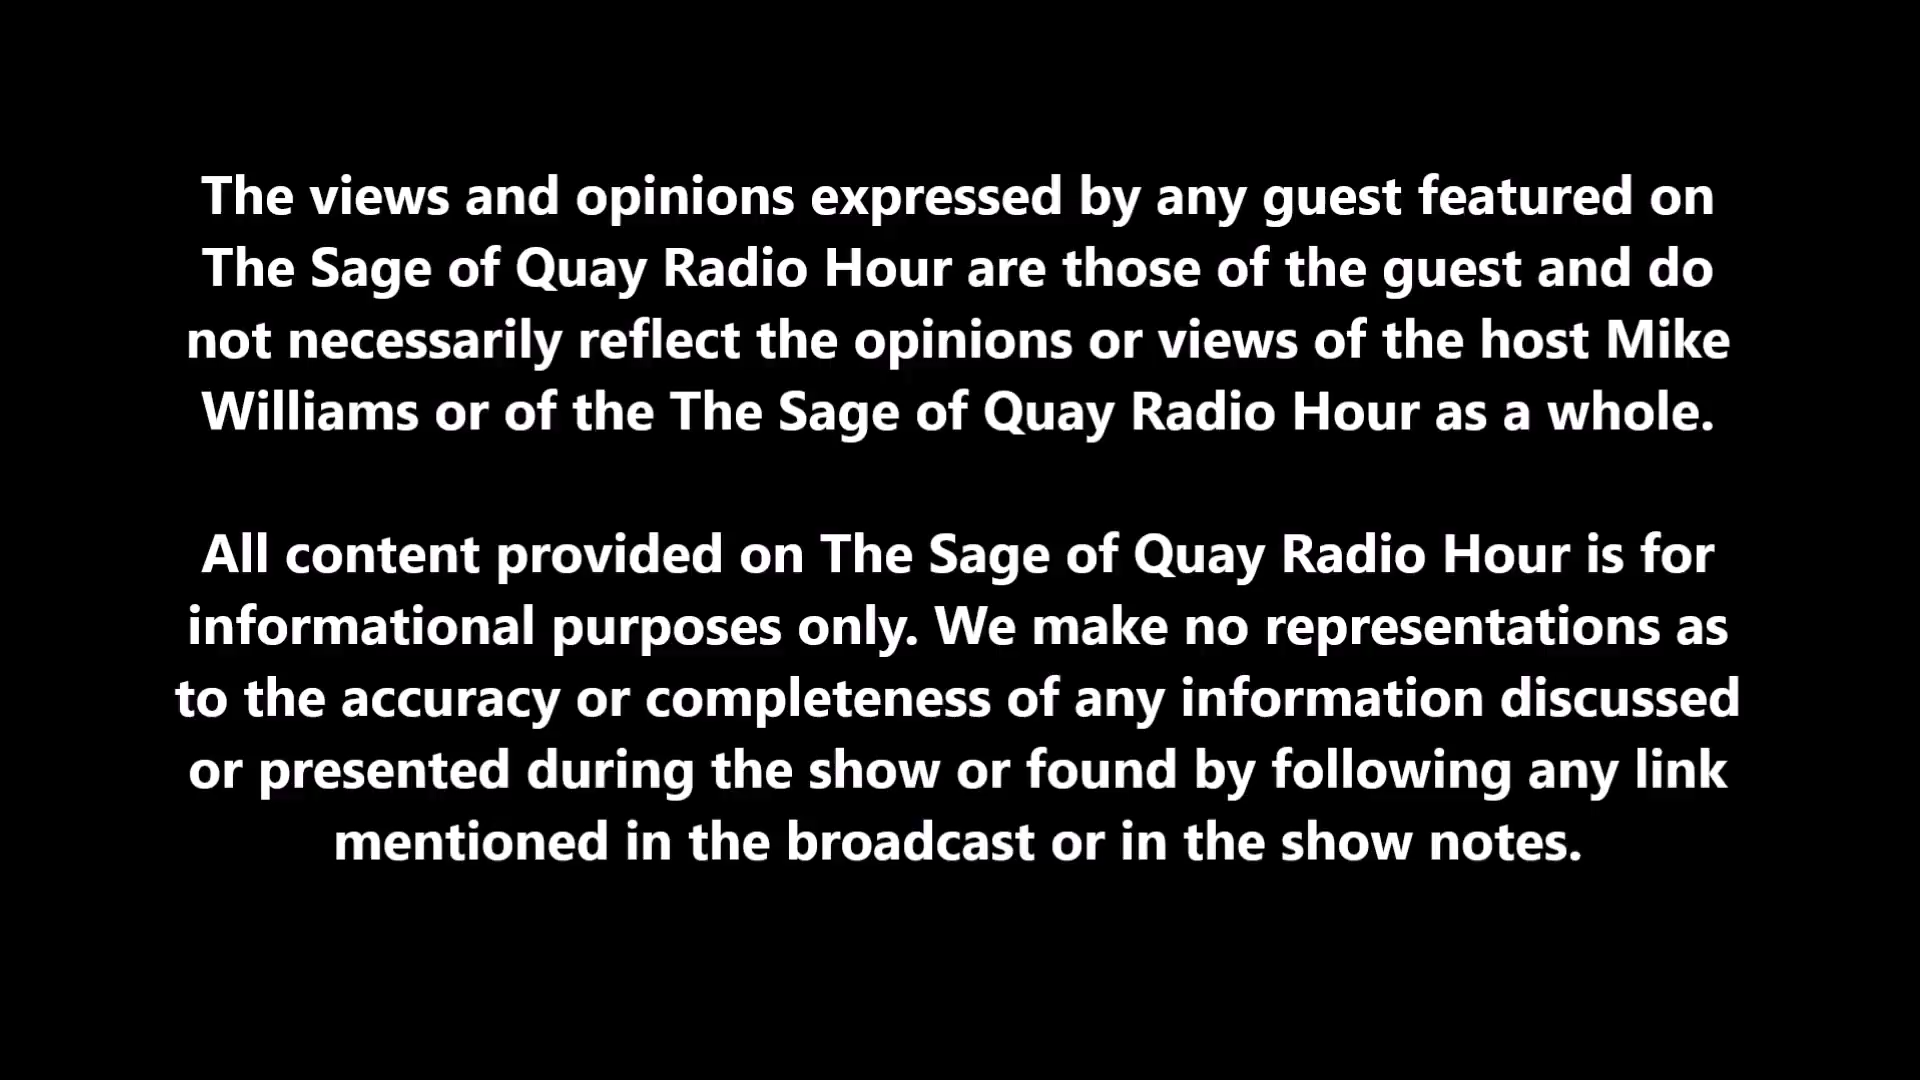 The views and opinions expressed by any guest featured on
The Sage of Quay Radio Hour are those of the guest and do
not necessarily reflect the opinions or views of the host Mike
Williams or of the The Sage of Quay Radio Hour as a whole.
All content provided on The Sage of Quay Radio Hour is for
informational purposes only. We make no representations as
to the accuracy or completeness of any information discussed
or presented during the show or found by following any link
mentioned in the broadcast or in the show notes.